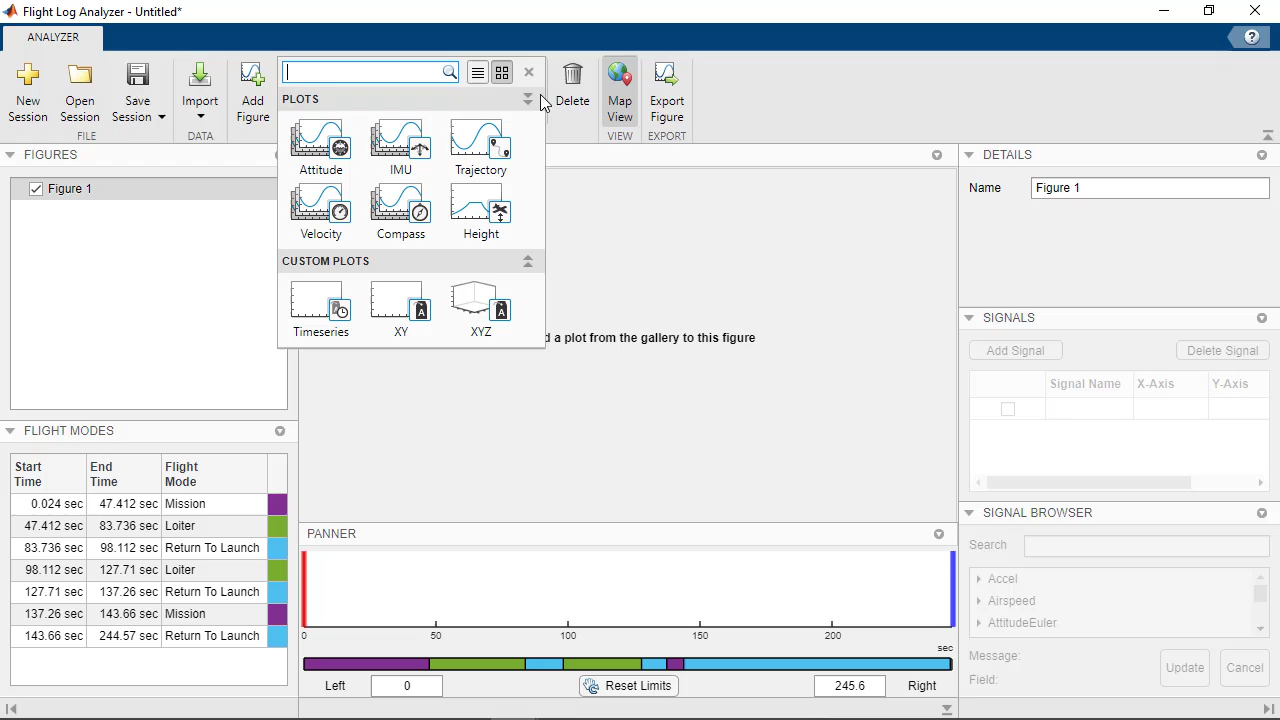 Flight Log Analyzer - Untitled*
ANALYZER
?
New Session
Open Session
Save Session
Import
Add Figure
Delete
Map View
Export Figure
FILE
DATA
VIEW
EXPORT
PLOTS
Attitude
IMU
Trajectory
Velocity
Compass
Height
CUSTOM PLOTS
Timeseries
XY
XYZ
FIGURES
Figure 1
d a plot from the gallery to this figure
DETAILS
Name
Figure 1
SIGNALS
Add Signal
Delete Signal
Signal Name
X-Axis
Y-Axis
FLIGHT MODES
Start Time
End Time
Flight Mode
0.024 sec 47.412 sec Mission
47.412 sec 83.736 sec Loiter
83.736 sec 98.112 sec Return To Launch
98.112 sec 127.71 sec Loiter
127.71 sec 137.26 sec Return To Launch
137.26 sec 143.66 sec Mission
143.66 sec 244.57 sec Return To Launch
PANNER
0 50 100 150 200
sec
Left 0
Reset Limits
245.6 Right
SIGNAL BROWSER
Search
Accel
Airspeed
AttitudeEuler
Message:
Field:
Update
Cancel